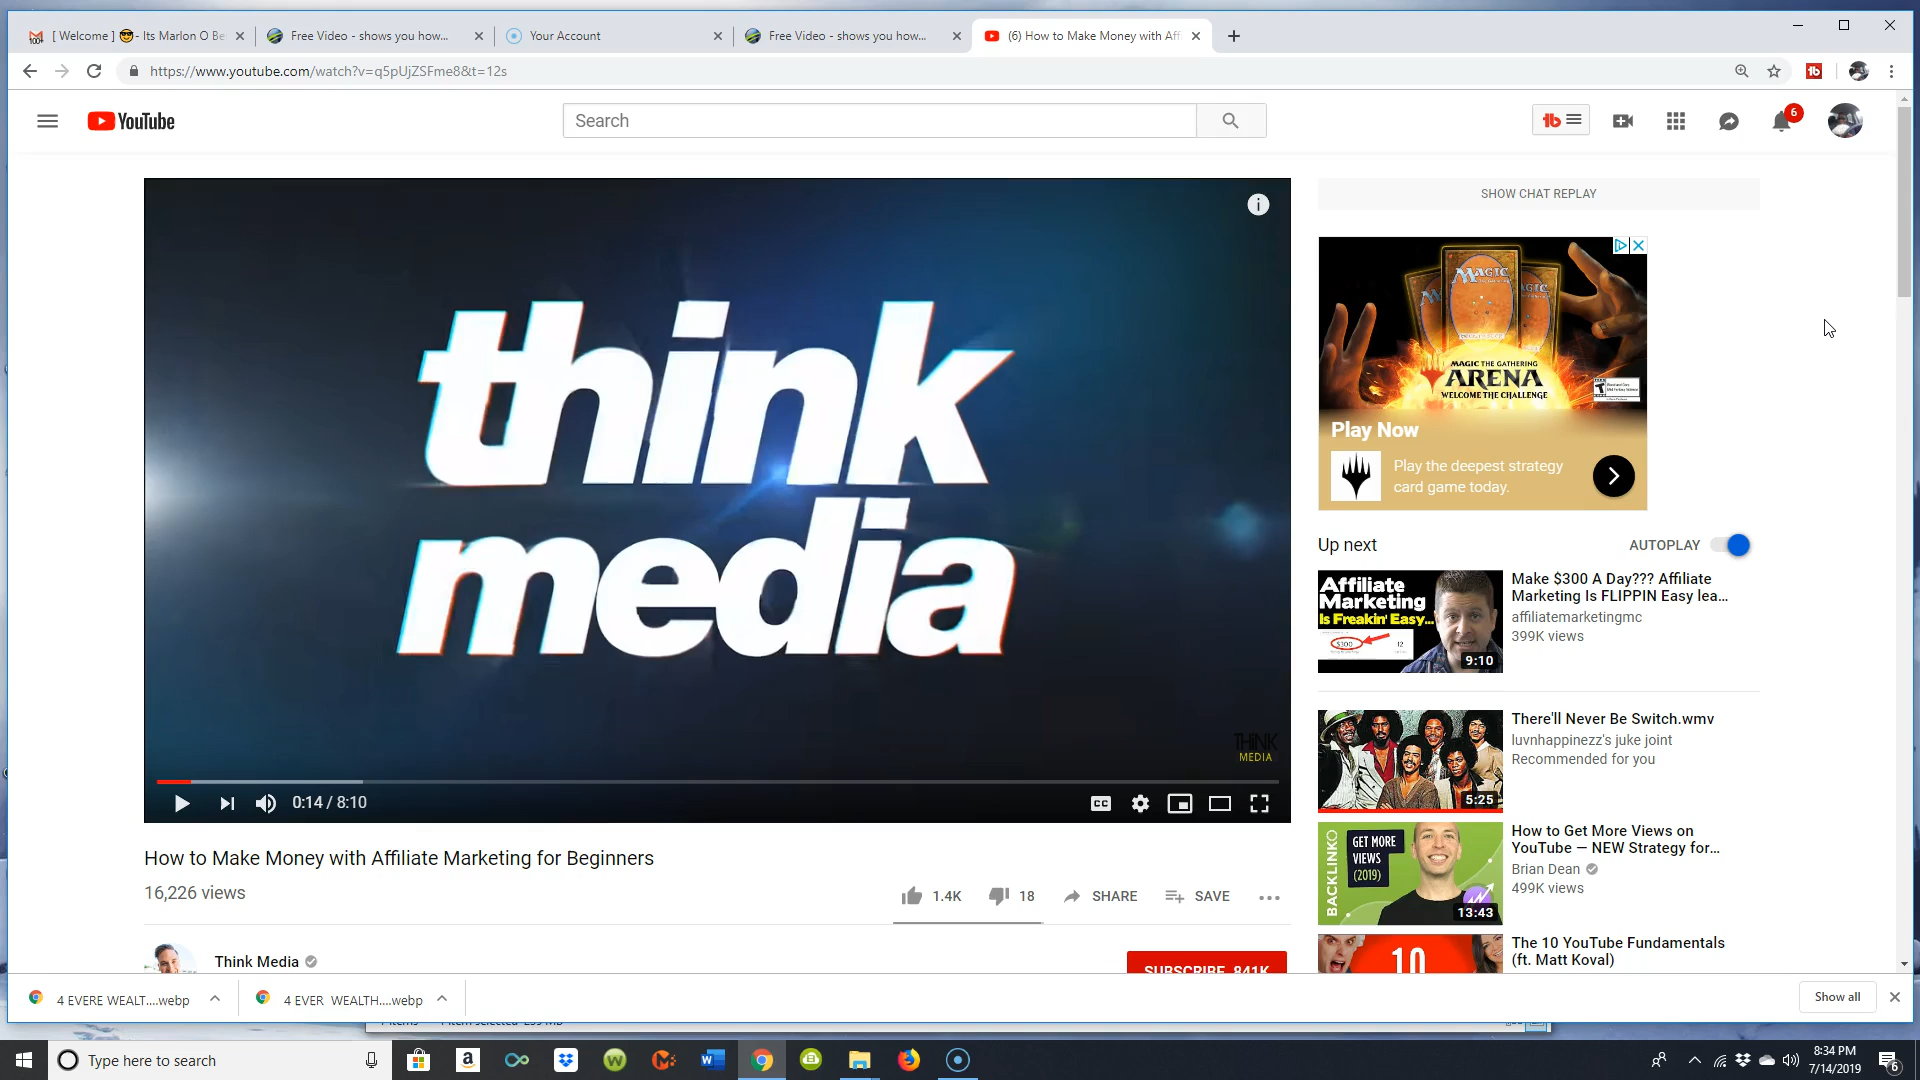 [ Welcome ] 😎- Its Marlon O Be
Free Video - shows you how...
Your Account
Free Video - shows you how...
(6) How to Make Money with Aff
https://www.youtube.com/watch?v=q5pUjZSFme8&t=12s
YouTube
Search
6
SHOW CHAT REPLAY
think
media
THINK
MEDIA
0:14 / 8:10
CC
MAGIC
MAGIC THE GATHERING
ARENA
WELCOME THE CHALLENGE
Play Now
Play the deepest strategy
card game today.
Up next
AUTOPLAY
Affiliate
Marketing
Is Freakin' Easy...
$300
12
9:10
Make $300 A Day??? Affiliate
Marketing Is FLIPPIN Easy lea...
affiliatemarketingmc
399K views
5:25
There'll Never Be Switch.wmv
luvnhappinezz's juke joint
Recommended for you
BACKLINKO
GET MORE
VIEWS
(2019)
13:43
How to Get More Views on
YouTube — NEW Strategy for...
Brian Dean
499K views
10
The 10 YouTube Fundamentals
(ft. Matt Koval)
How to Make Money with Affiliate Marketing for Beginners
16,226 views
1.4K
18
SHARE
SAVE
Think Media
SUBSCRIBE 841K
4 EVERE WEALT....webp
4 EVER WEALTH....webp
Show all
Type here to search
8:34 PM
7/14/2019
6